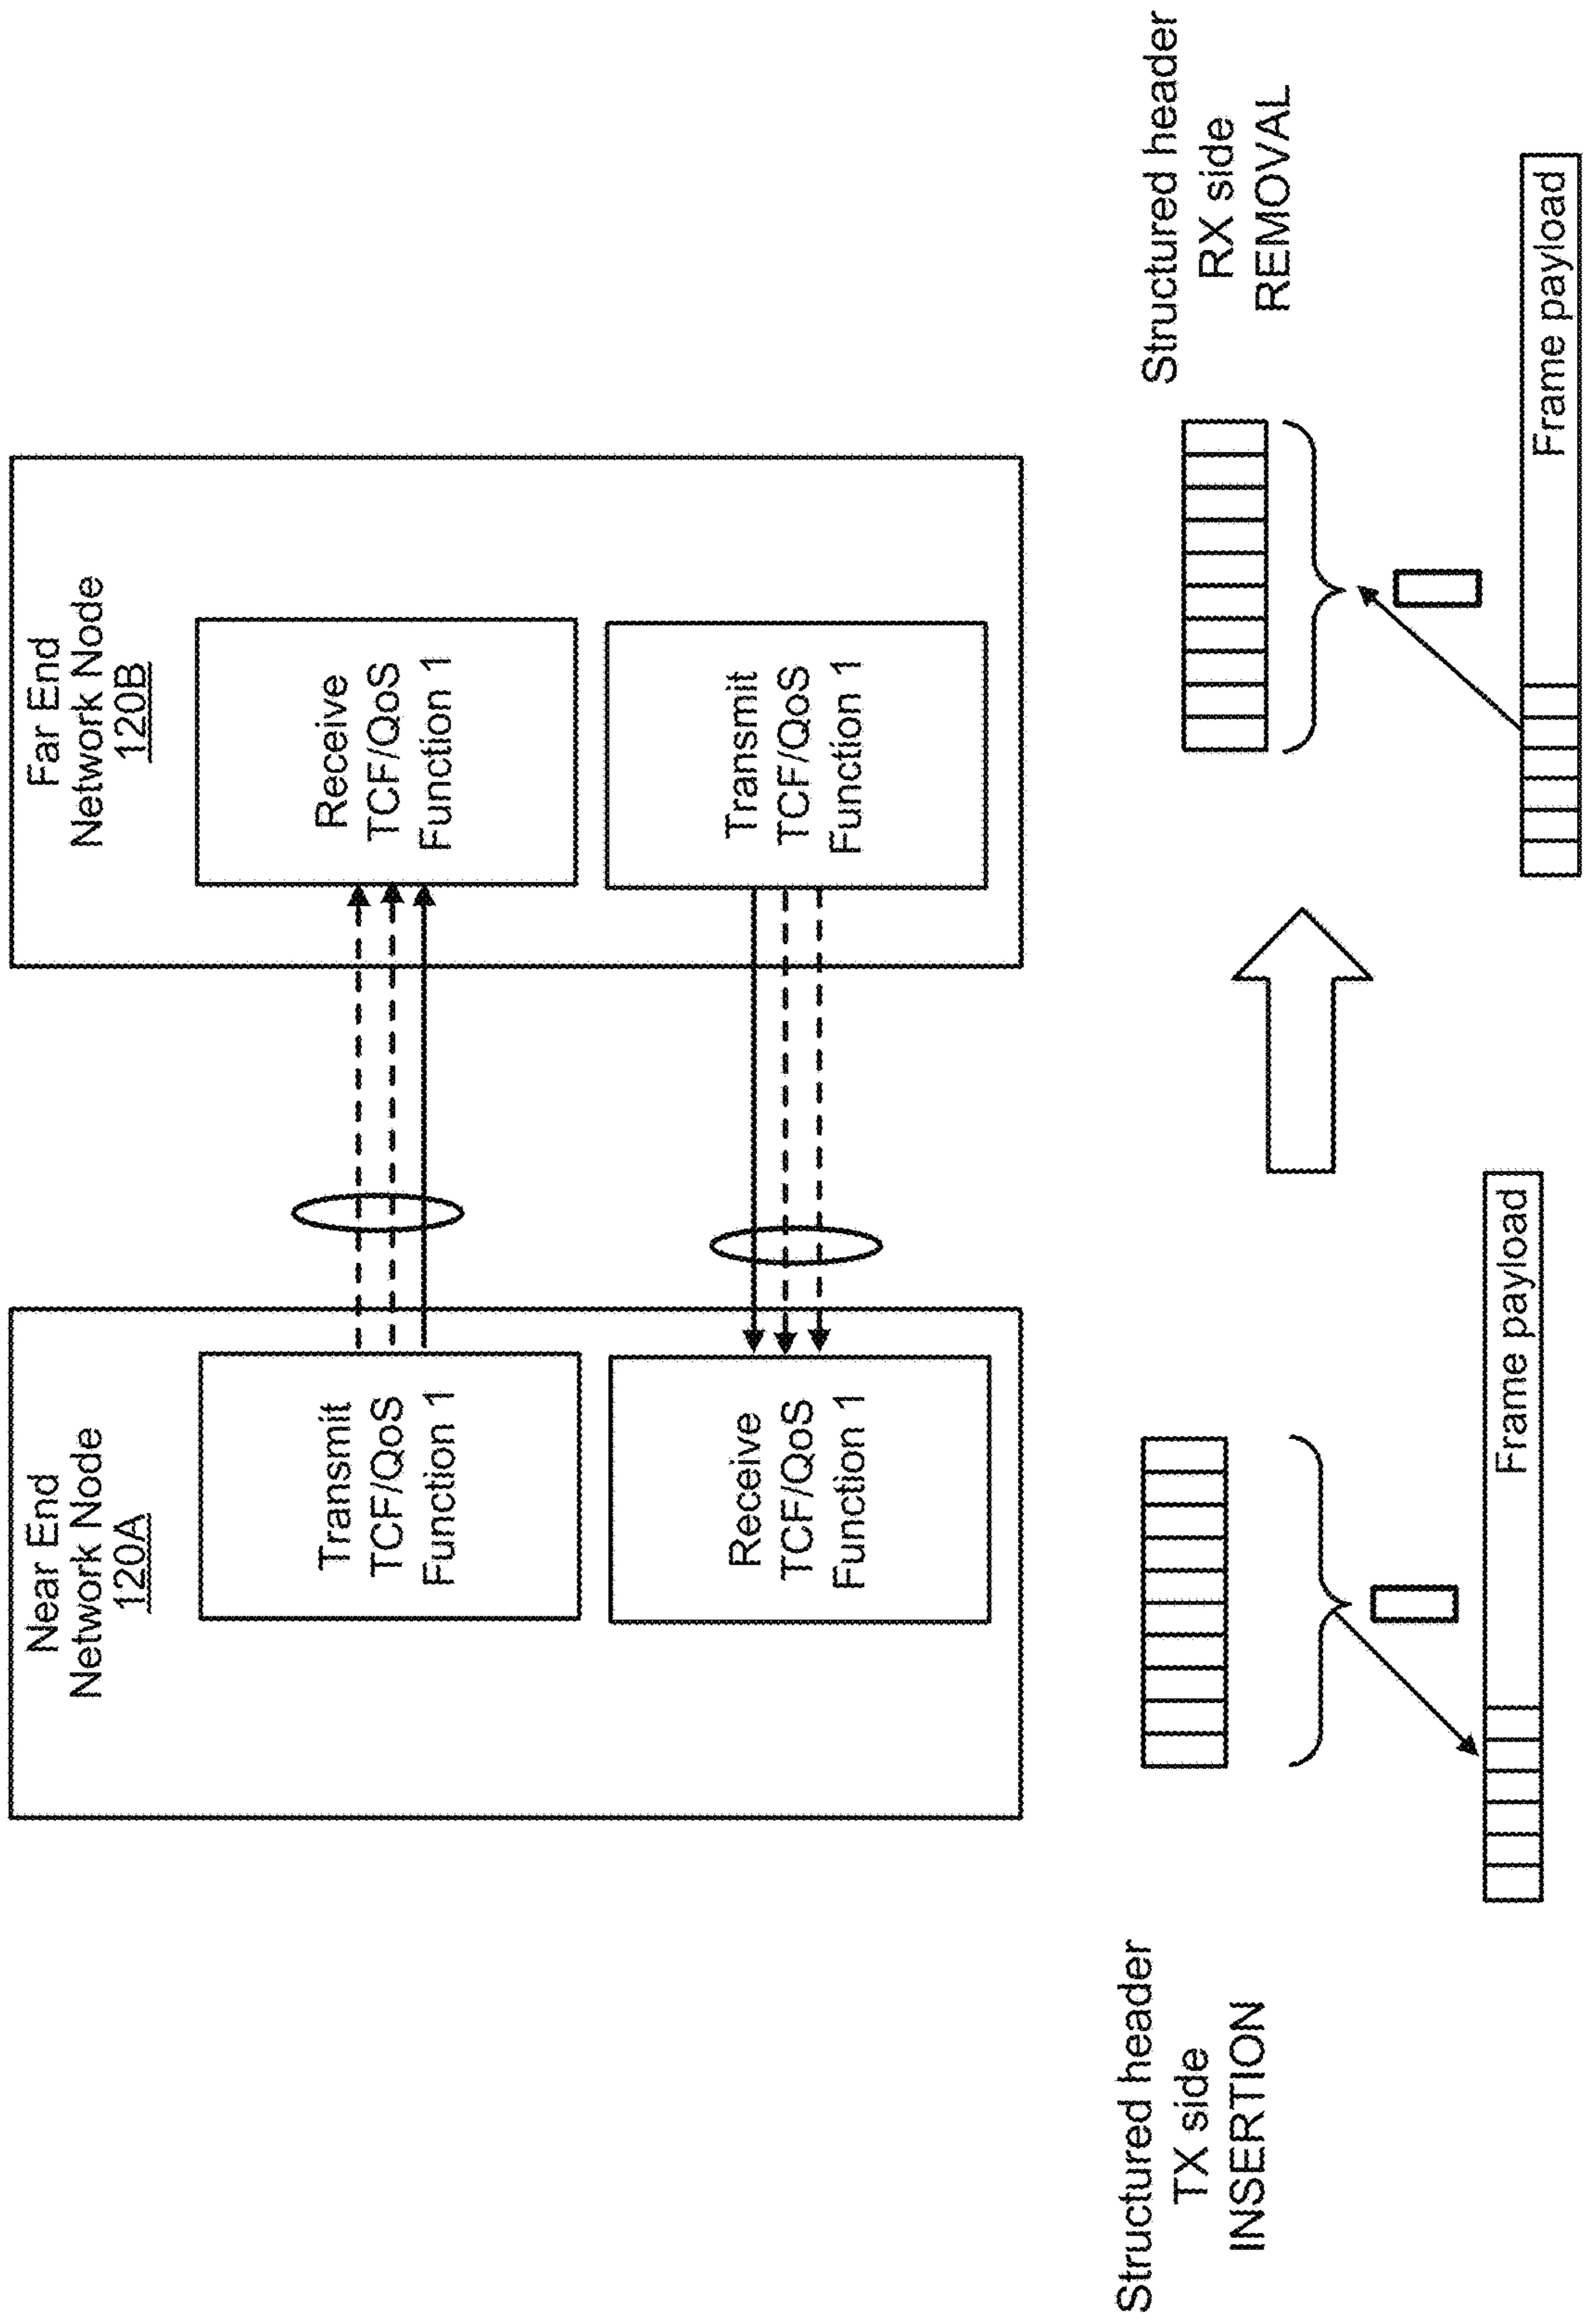 Near End
Network Node
120A
Transmit
TCF/QoS
Function 1
Receive
TCF/QoS
Function 1
Far End
Network Node
120B
Receive
TCF/QoS
Function 1
Transmit
TCF/QoS
Function 1
Structured header
TX side
INSERTION
Frame payload
Structured header
RX side
REMOVAL
Frame payload